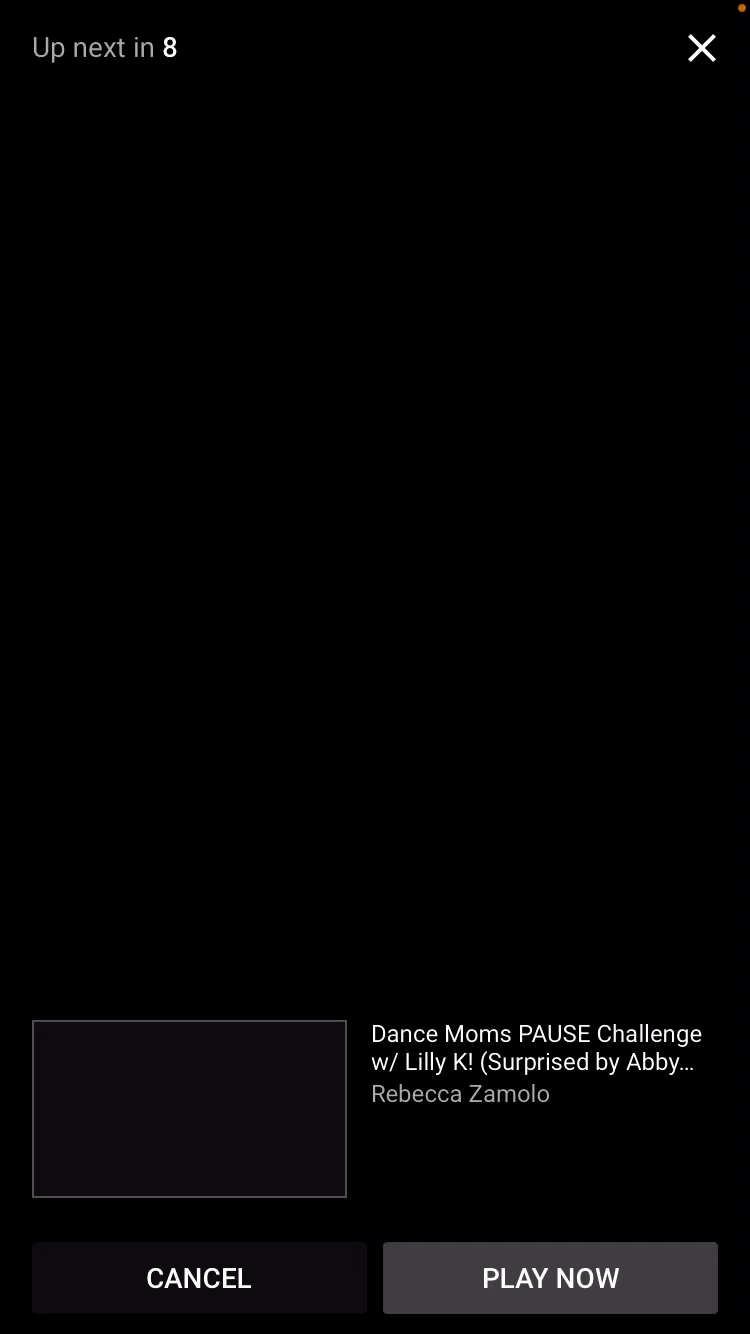 Up next in 8
Dance Moms PAUSE Challenge
w/ Lilly K! (Surprised by Abby...
Rebecca Zamolo
CANCEL
PLAY NOW